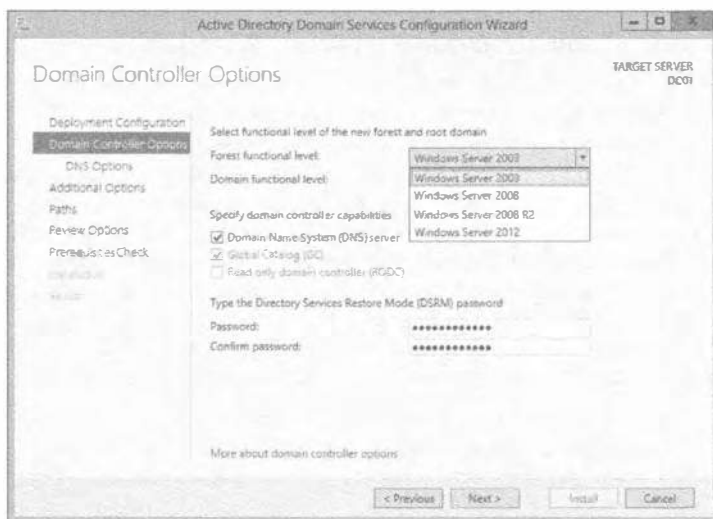 Active Directory Domain Services Configuration Wizard
Domain Controller Options
TARGET SERVER
DC01
Deployment Configuration
Domain Controller Options
DNS Options
Additional Options
Paths
Review Options
Prerequisites Check
Select functional level of the new forest and root domain
Forest functional level:
Windows Server 2003
Domain functional level:
Windows Server 2003
Windows Server 2008
Windows Server 2008 R2
Windows Server 2012
Specify domain controller capabilities
Domain Name System (DNS) server
Global Catalog (GC)
Read only domain controller (RODC)
Type the Directory Services Restore Mode (DSRM) password
Password:
Confirm password:
More about domain controller options
< Previous
Next >
Install
Cancel